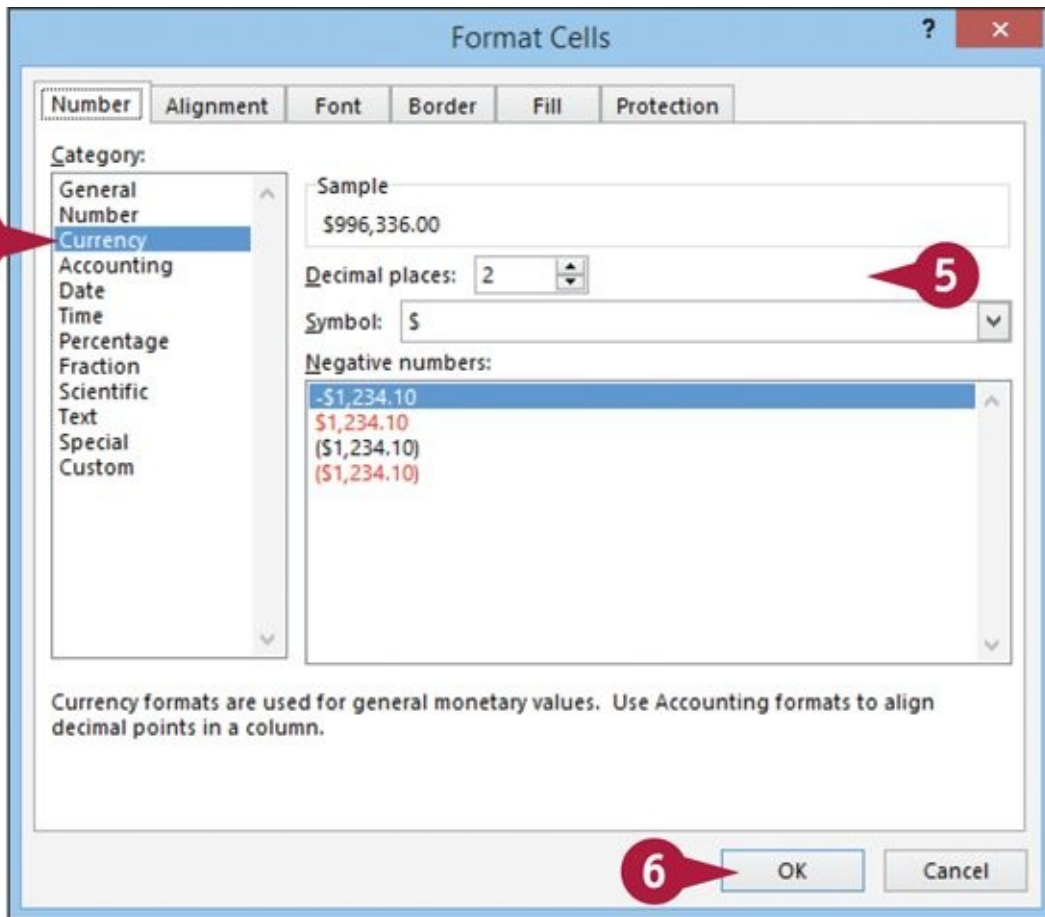 Format Cells
?
×
Number
Alignment
Font
Border
Fill
Protection
Category:
General
Number
Currency
Accounting
Date
Time
Percentage
Fraction
Scientific
Text
Special
Custom
Sample
$996,336.00
Decimal places: 2
5
Symbol: $
Negative numbers:
-$1,234.10
$1,234.10
($1,234.10)
($1,234.10)
Currency formats are used for general monetary values. Use Accounting formats to align
decimal points in a column.
6
OK
Cancel